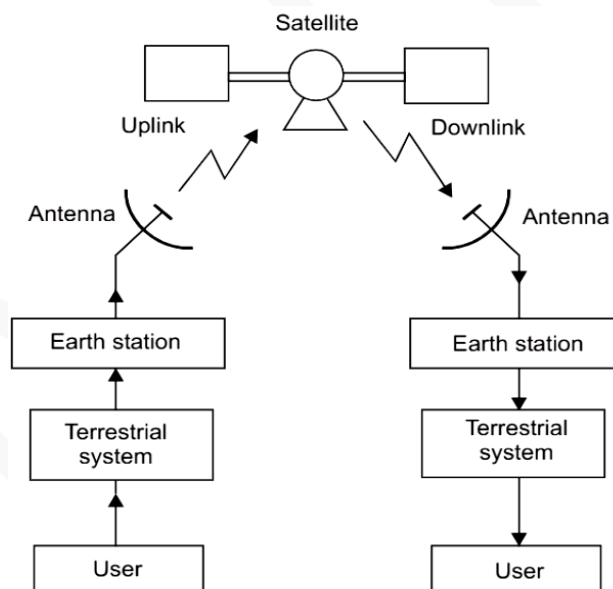 Satellite
Uplink
Downlink
Antenna
Antenna
Earth station
Earth station
Terrestrial
system
Terrestrial
system
User
User